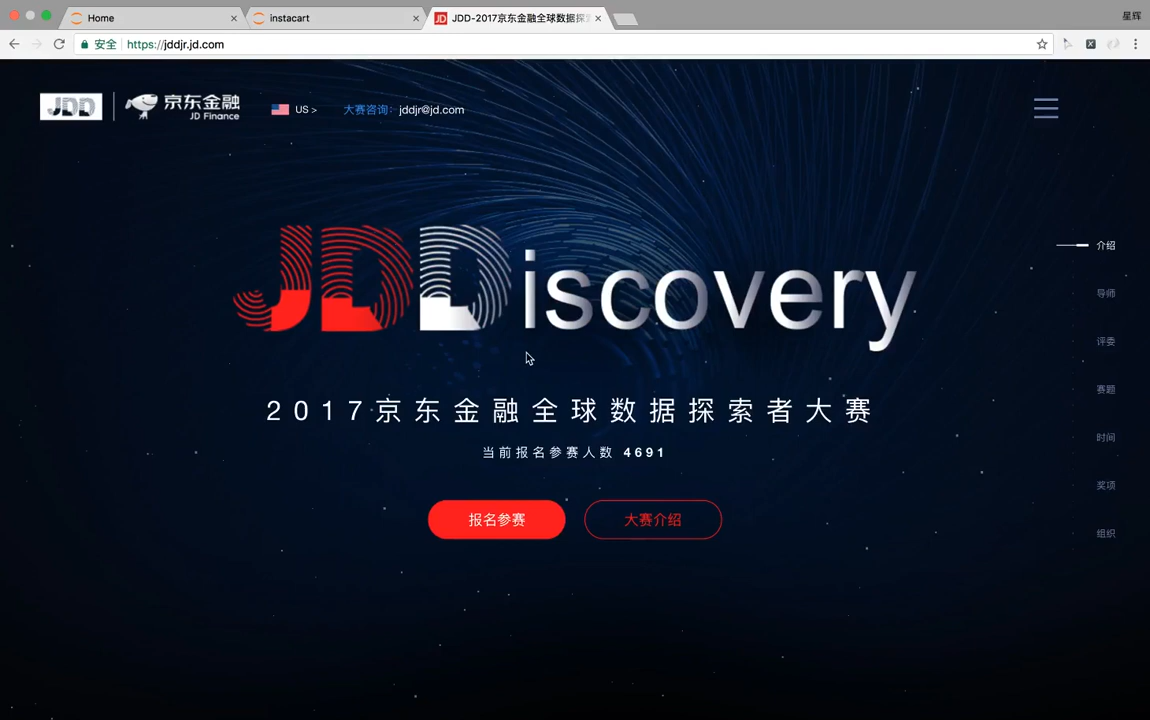 Home
instacart
JDD-2017京东金融全球数据探
星辉
安全
https://jddjr.jd.com
JDD
京东金融
JD Finance
US >
大赛咨询: jddjr@jd.com
JDDiscovery
2017京东金融全球数据探索者大赛
当前报名参赛人数 4691
报名参赛
大赛介绍
介绍
导师
评委
赛题
时间
奖项
组织